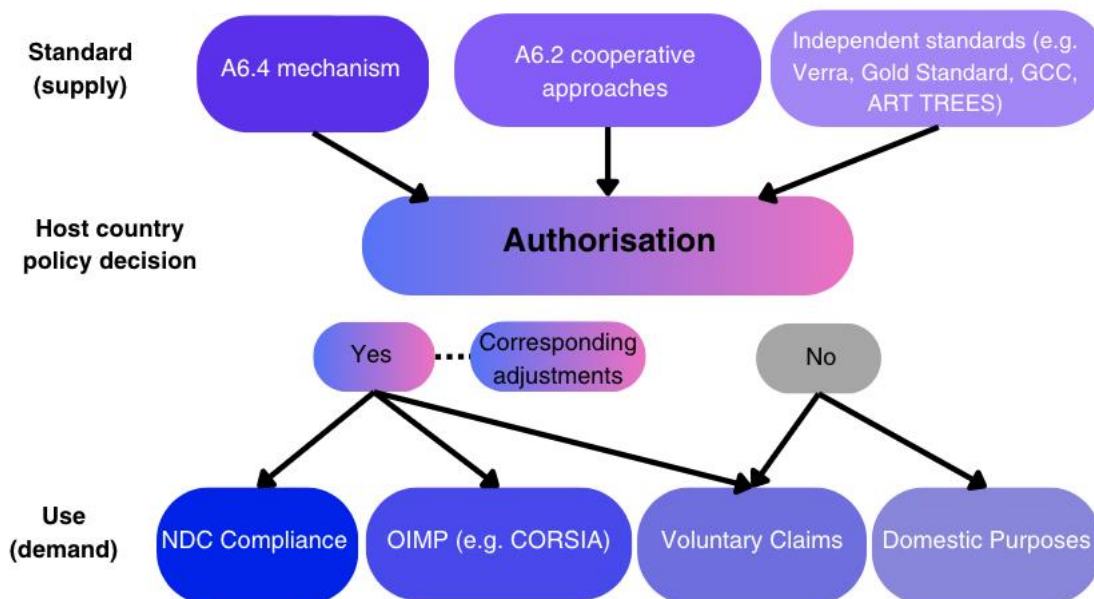 Standard
(supply)
A6.4 mechanism
A6.2 cooperative
approaches
Independent standards (e.g.
Verra, Gold Standard, GCC,
ART TREES)
Host country
policy decision
Authorisation
Yes
Corresponding
adjustments
No
Use
(demand)
NDC Compliance
OIMP (e.g. CORSIA)
Voluntary Claims
Domestic Purposes